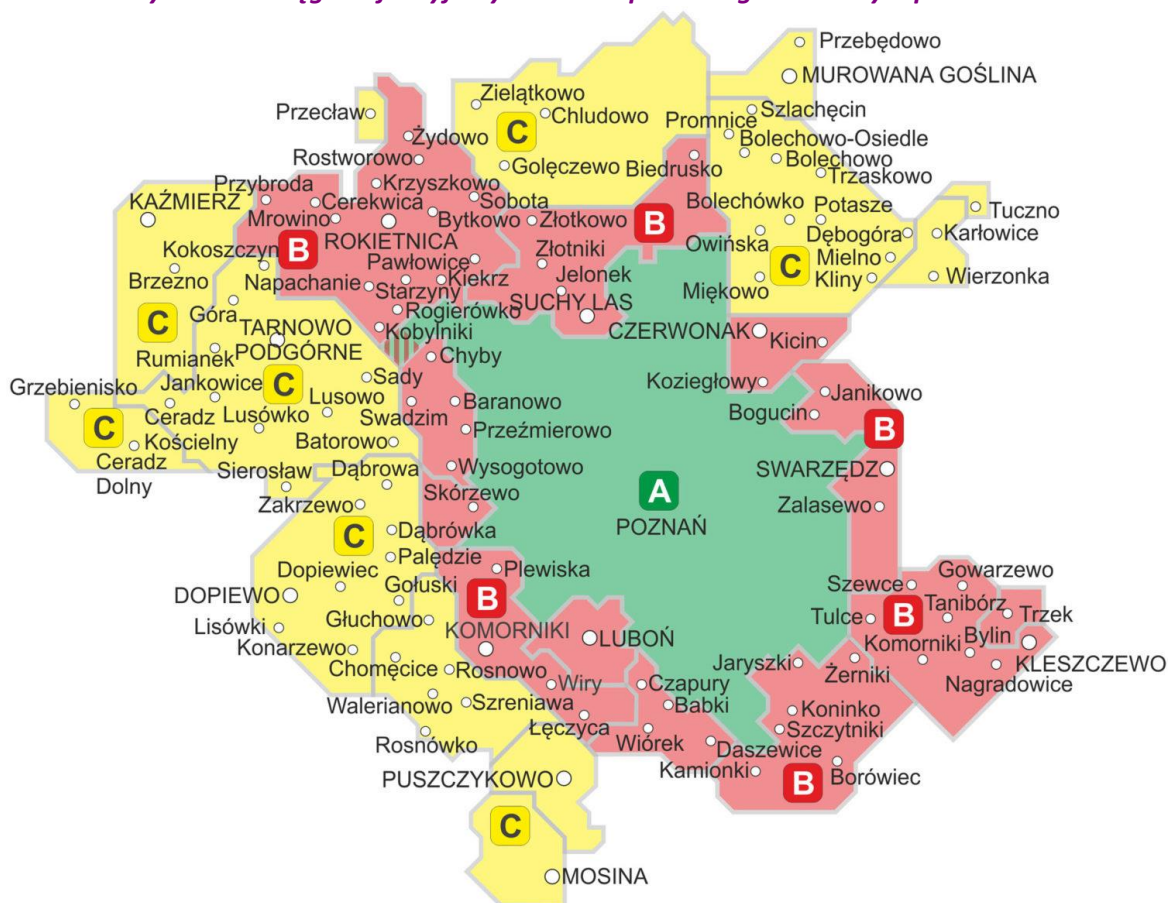 Przebędowo
MUROWANA GOŚLINA
Zielątkowo
Przecław
Chludowo
C
Szlachęcin
Promnice
Żydowo
Bolechowo-Osiedle
Rostworowo
Golęczewo
Biedrusko
Bolechowo
Trzaskowo
Przybroda
Krzyszkowo
KAŹMIERZ
Cerekwica
Sobota
Bolechówko
Potasze
Tuczno
Mrowino
Bytkowo
Złotkowo
B
Dębogóra
Karłowice
ROKIETNICA
B
Owińska
Kokoszczyn
Złotniki
Mielno
Pawłowice
C
Brzezno
Napachanie
Kiekrz
Jelonek
Miękowo
Kliny
Wierzonka
Starzyny
SUCHY LAS
Góra
Rogierówko
C
TARNOWO
PODGÓRNE
Kobylniki
CZERWONAK
Kicin
Rumianek
Chyby
Grzebienisko
Jankowice
C
Sady
Koziegłowy
Janikowo
Ceradz
Kościelny
Lusówko
Lusowo
Swadzim
Baranowo
Bogucin
C
Przeźmierowo
B
Batorowo
Ceradz
Dolny
Sierosław
Dąbrowa
Wysogotowo
SWARZĘDZ
Zakrzewo
Skórzewo
A
POZNAŃ
Zalasewo
C
Dąbrówka
Palędzie
Dopiewiec
Plewiska
Szewce
Gowarzewo
DOPIEWO
Gołuski
B
Tanibórz
Trzek
Lisówki
Głuchowo
Tulce
B
KOMORNIKI
LUBOŃ
Komorniki
Bylin
Konarzewo
Jaryszki
KLESZCZEWO
Chomęcice
Rosnowo
Żerniki
Nagradowice
Wiry
Czapury
Walerianowo
Szreniawa
Babki
Koninko
Łęczyca
Szczytniki
Rosnówko
Wiórek
Daszewice
Kamionki
B
Borówiec
PUSZCZYKOWO
C
MOSINA